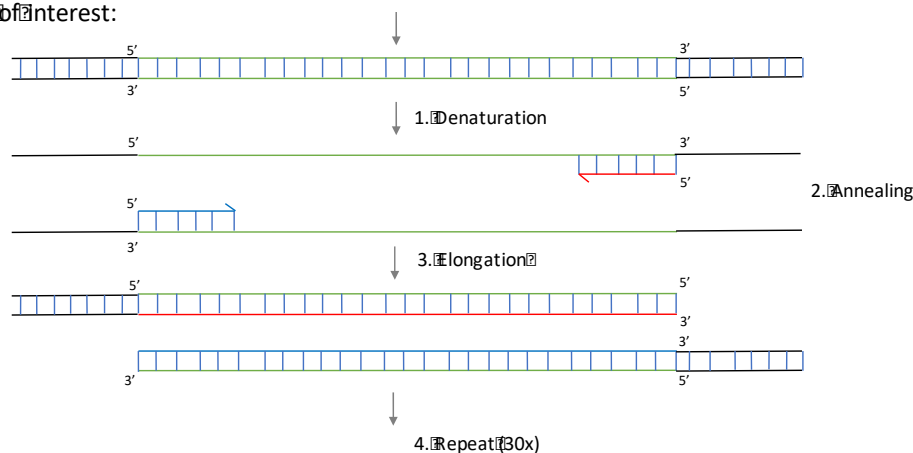 of interest:
5’ 3’
3’ 5’
1. Denaturation
5’ 3’
5’
2. Annealing
5’
3’
3. Elongation
5’ 5’
3’
3’
3’ 5’
4. Repeat (30x)